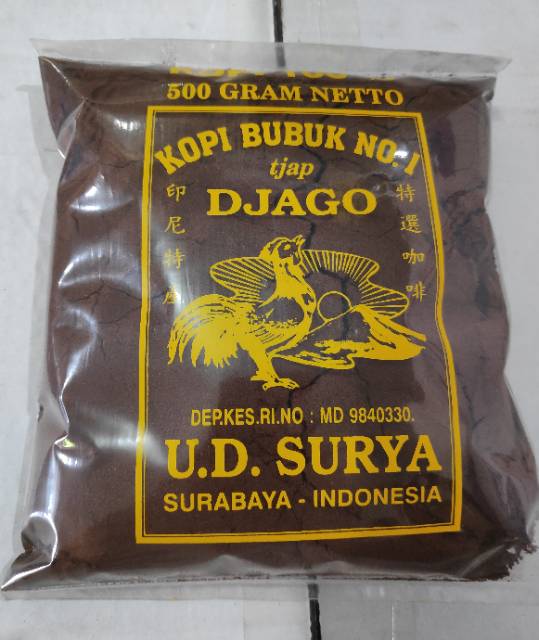 500 GRAM NETTO
KOPI BUBUK NO. 1
tjap
DJAGO
印尼特產
特選咖啡
DEP.KES.RI.NO : MD 9840330.
U.D. SURYA
SURABAYA - INDONESIA